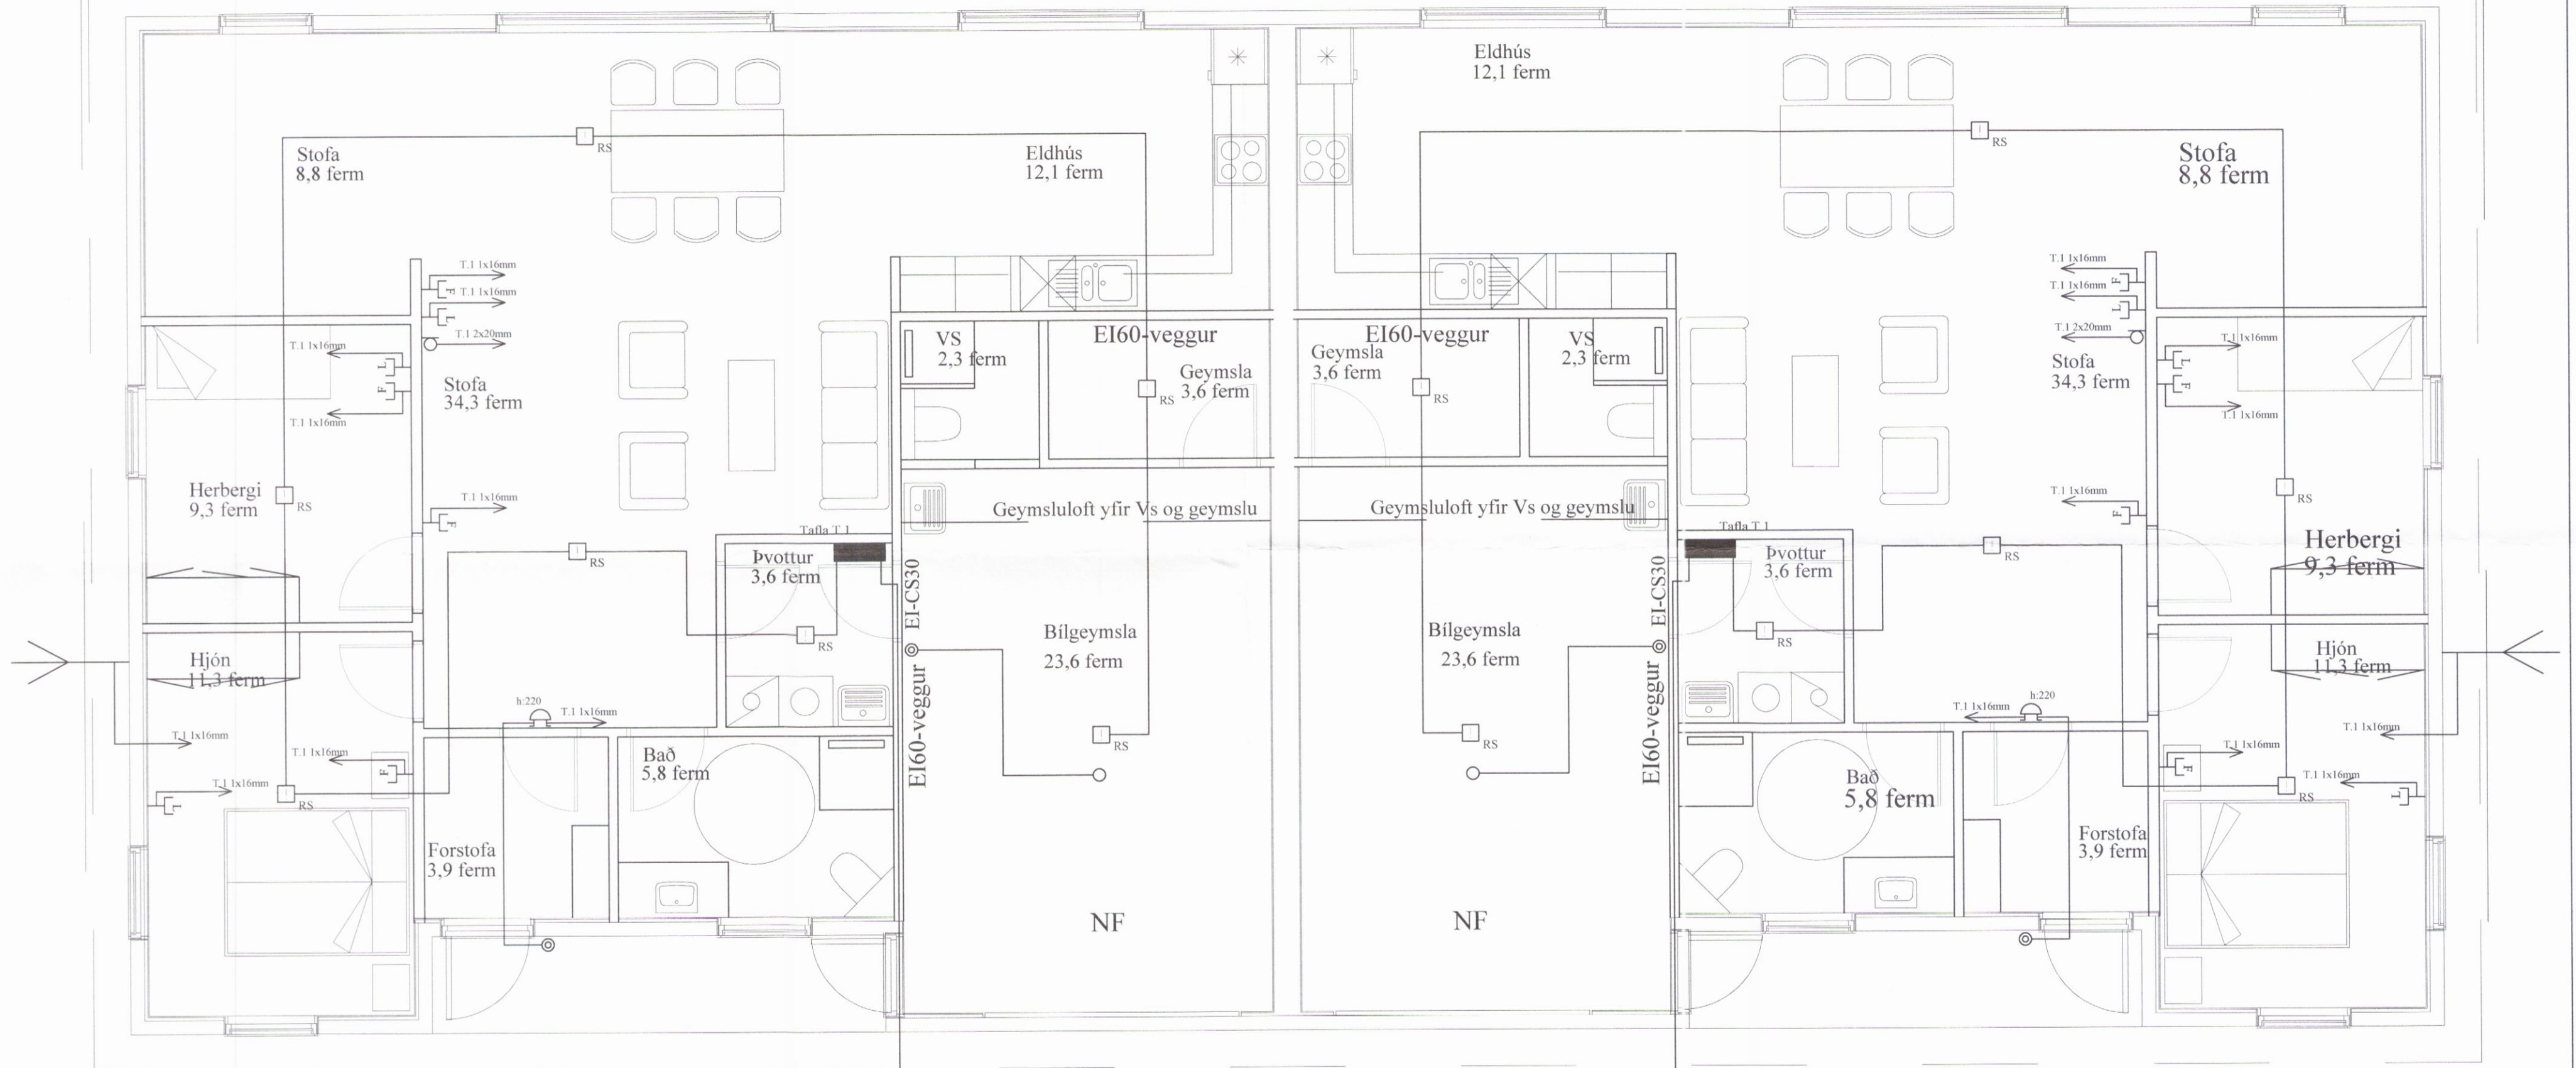 Stofa
8,8 ferm
RS
Eldhús
12,1 ferm
T.1 1x16mm
F
T.1 1x16mm
L
T.1 2x20mm
Stofa
34,3 ferm
T.1 1x16mm
L
F
T.1 1x16mm
Herbergi
9,3 ferm
RS
T.1 1x16mm
F
RS
VS
2,3 ferm
EI60-veggur
Geymsla
3,6 ferm
RS
Geymsluloft yfir Vs og geymslu
Tafla T 1
Þvottur
3,6 ferm
RS
EI-CS30
EI60-veggur
Bílgeymsla
23,6 ferm
RS
NF
Hjón
11,3 ferm
T.1 1x16mm
T.1 1x16mm
F
T.1 1x16mm
L
RS
h:220
T.1 1x16mm
Forstofa
3,9 ferm
Bað
5,8 ferm
Eldhús
12,1 ferm
RS
Stofa
8,8 ferm
EI60-veggur
Geymsla
3,6 ferm
RS
VS
2,3 ferm
T.1 1x16mm
F
T.1 1x16mm
L
T.1 2x20mm
Stofa
34,3 ferm
T.1 1x16mm
L
F
T.1 1x16mm
T.1 1x16mm
F
RS
Herbergi
9,3 ferm
Geymsluloft yfir Vs og geymslu
Tafla T 1
Þvottur
3,6 ferm
RS
RS
EI-CS30
EI60-veggur
Bílgeymsla
23,6 ferm
RS
NF
Hjón
11,3 ferm
h:220
T.1 1x16mm
T.1 1x16mm
T.1 1x16mm
F
T.1 1x16mm
L
RS
Bað
5,8 ferm
Forstofa
3,9 ferm